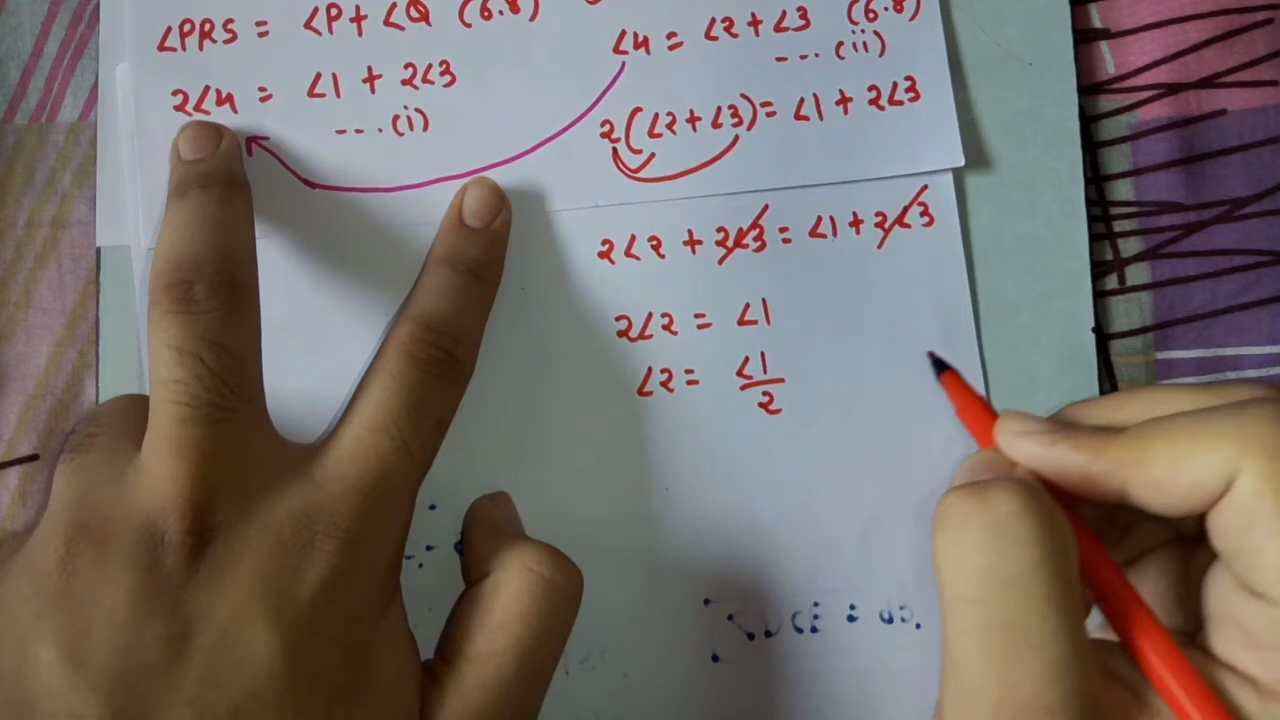 ∠PRS = ∠P + ∠Q (6.8)
2∠4 = ∠1 + 2∠3
---.(i)
∠4 = ∠2 + ∠3 (6.8)
---.(ii)
2(∠2 + ∠3) = ∠1 + 2∠3
2∠2 + 2∠3 = ∠1 + 2∠3
2∠2 = ∠1
∠2 = ∠1/2